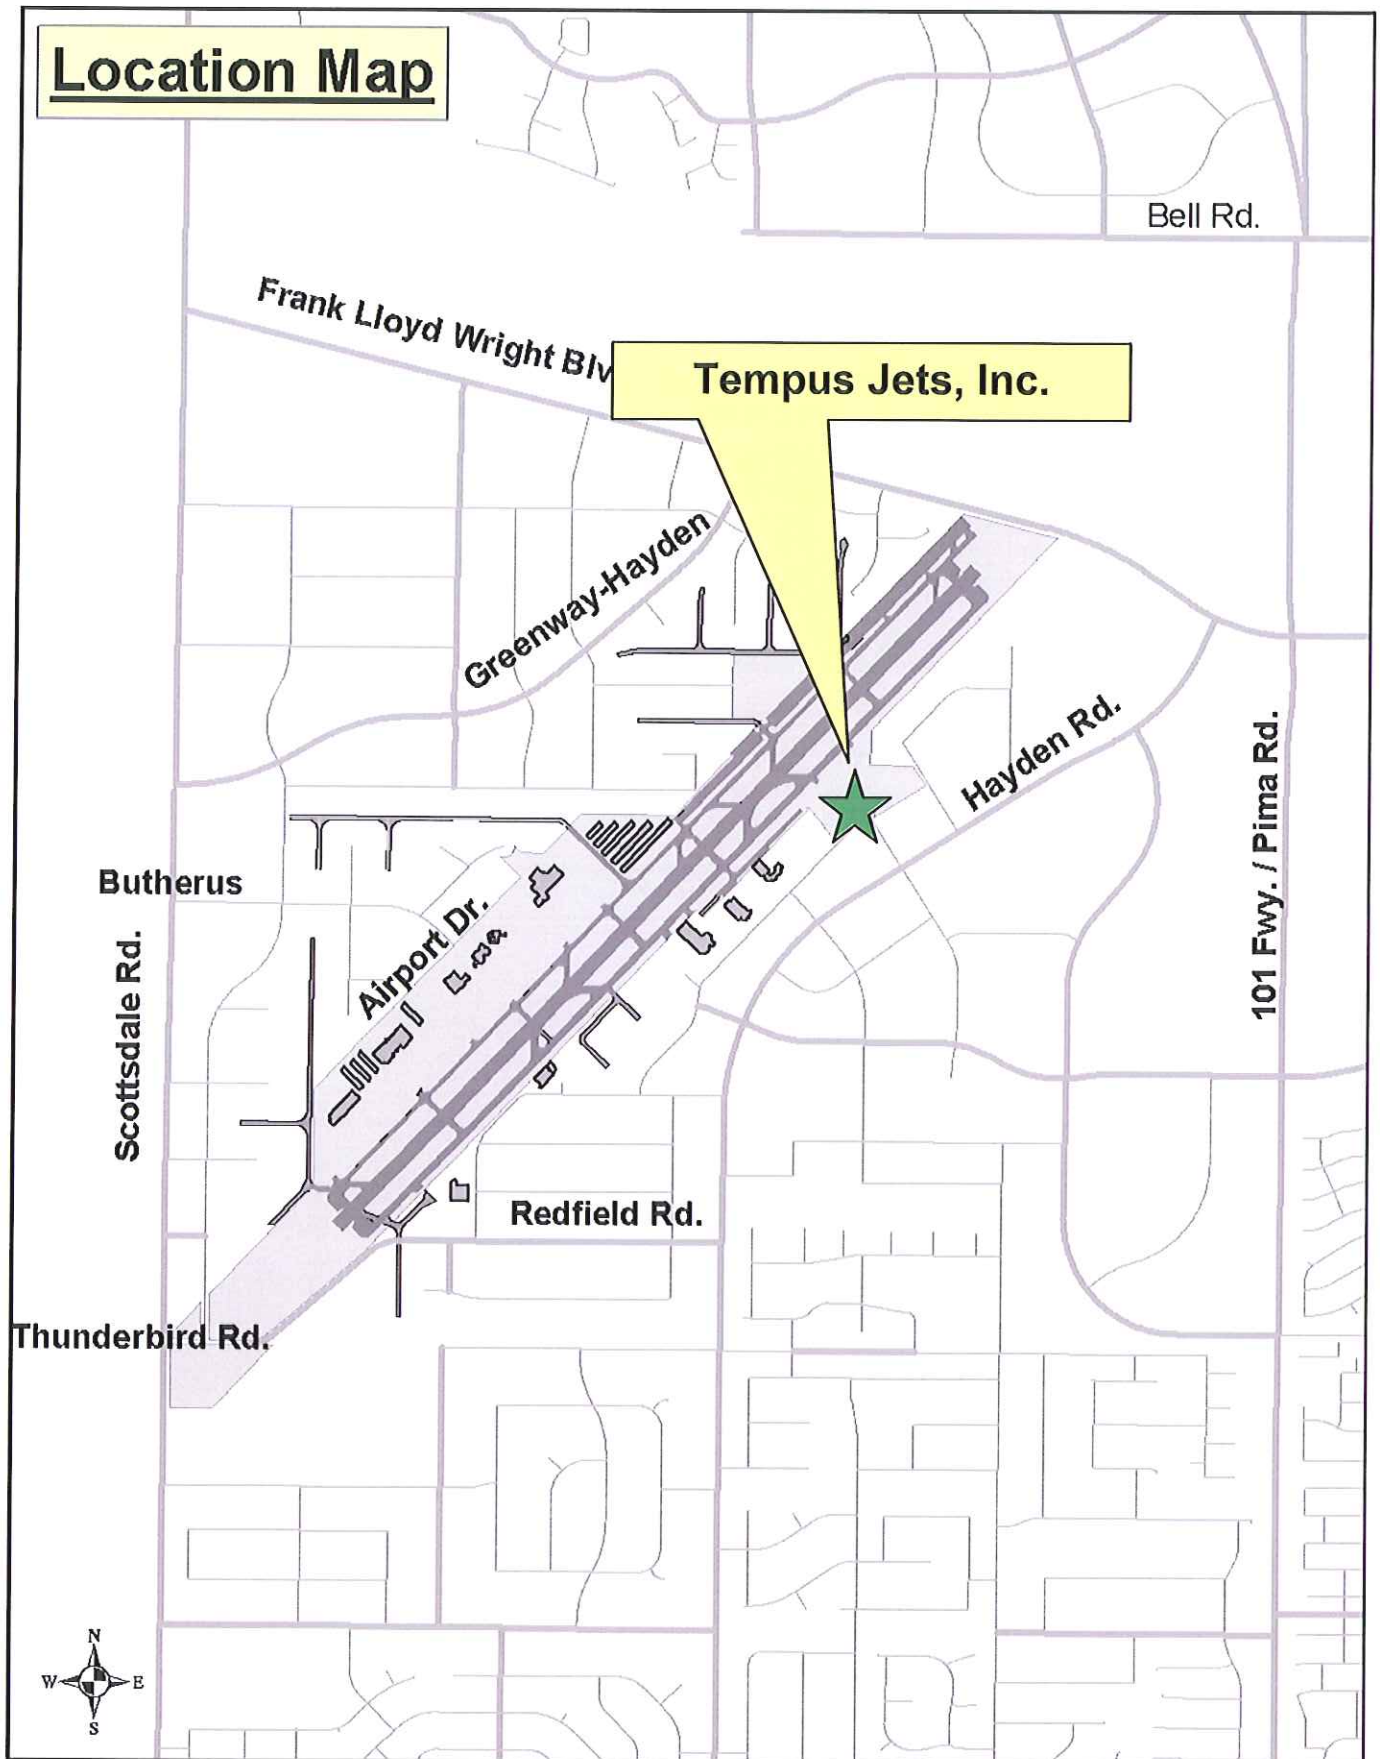 Location Map
Bell Rd.
Frank Lloyd Wright Blv
Tempus Jets, Inc.
Greenway-Hayden
Hayden Rd.
101 Fwy. / Pima Rd.
Butherus
Airport Dr.
Scottsdale Rd.
Redfield Rd.
Thunderbird Rd.
N
W E
S